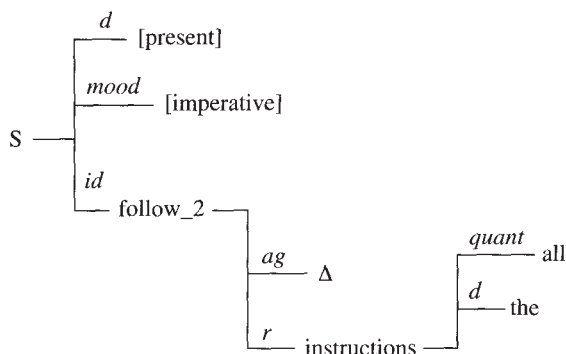 d
[present]
mood
[imperative]
S
id
follow_2
quant
all
ag
Δ
d
the
r
instructions